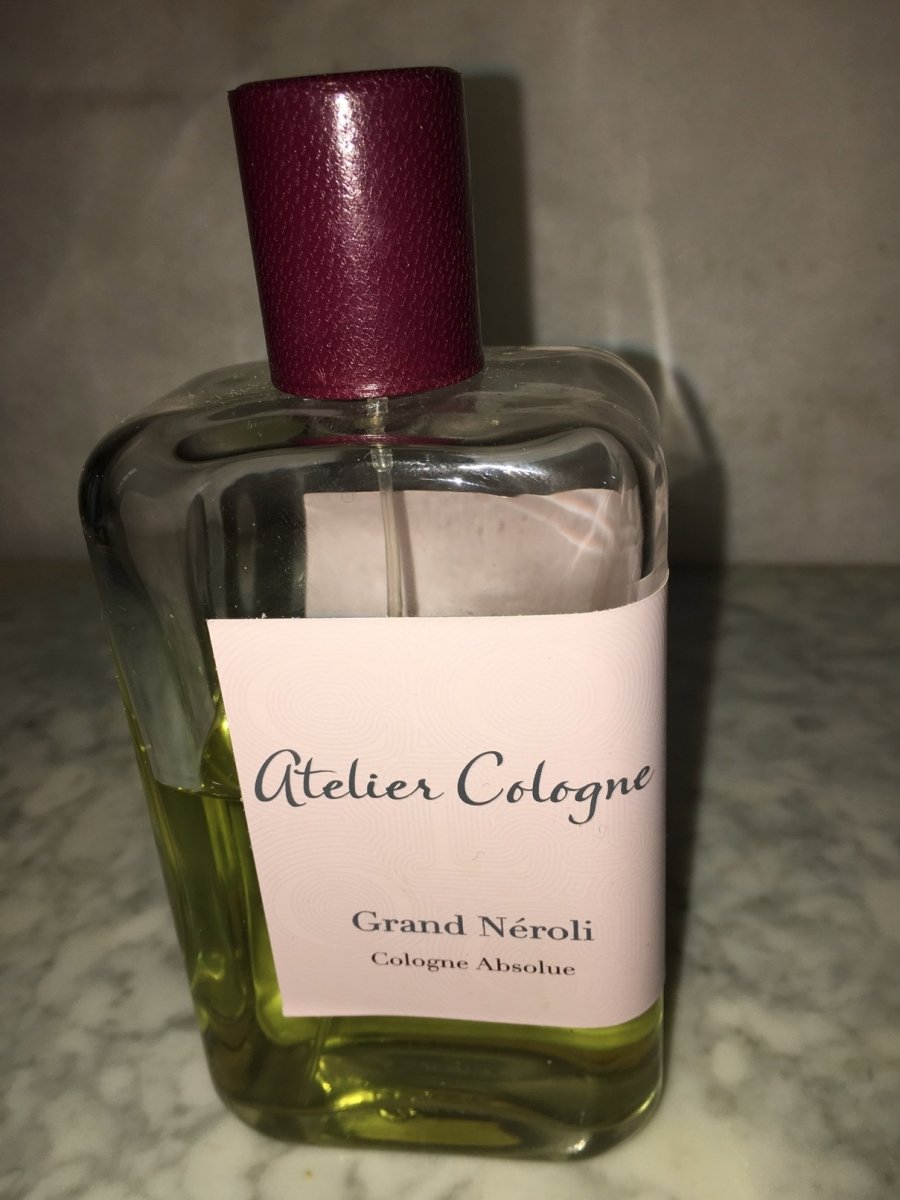 Atelier Cologne
Grand Néroli
Cologne Absolue